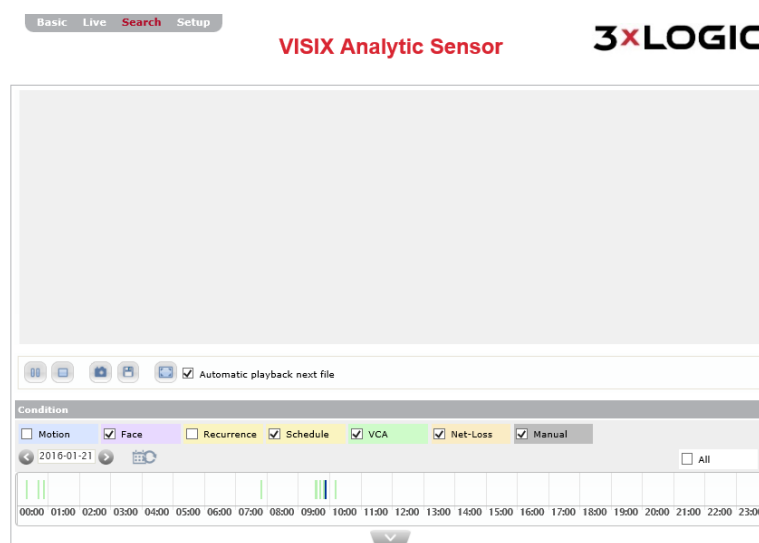 Basic Live Search Setup
VISIX Analytic Sensor
3xLOGIC
Automatic playback next file
Condition
Motion Face Recurrence Schedule VCA Net-Loss Manual
2016-01-21 All
00:00 01:00 02:00 03:00 04:00 05:00 06:00 07:00 08:00 09:00 10:00 11:00 12:00 13:00 14:00 15:00 16:00 17:00 18:00 19:00 20:00 21:00 22:00 23:00